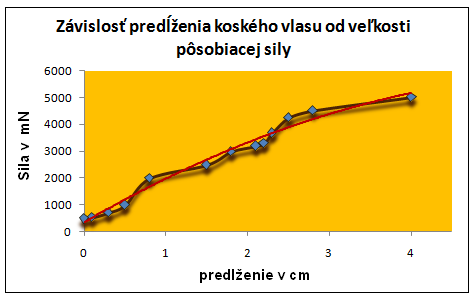 Závislosť predĺženia koského vlasu od veľkosti
pôsobiacej sily
6000
5000
4000
3000
2000
1000
0
Sila v mN
0 1 2 3 4
predlženie v cm